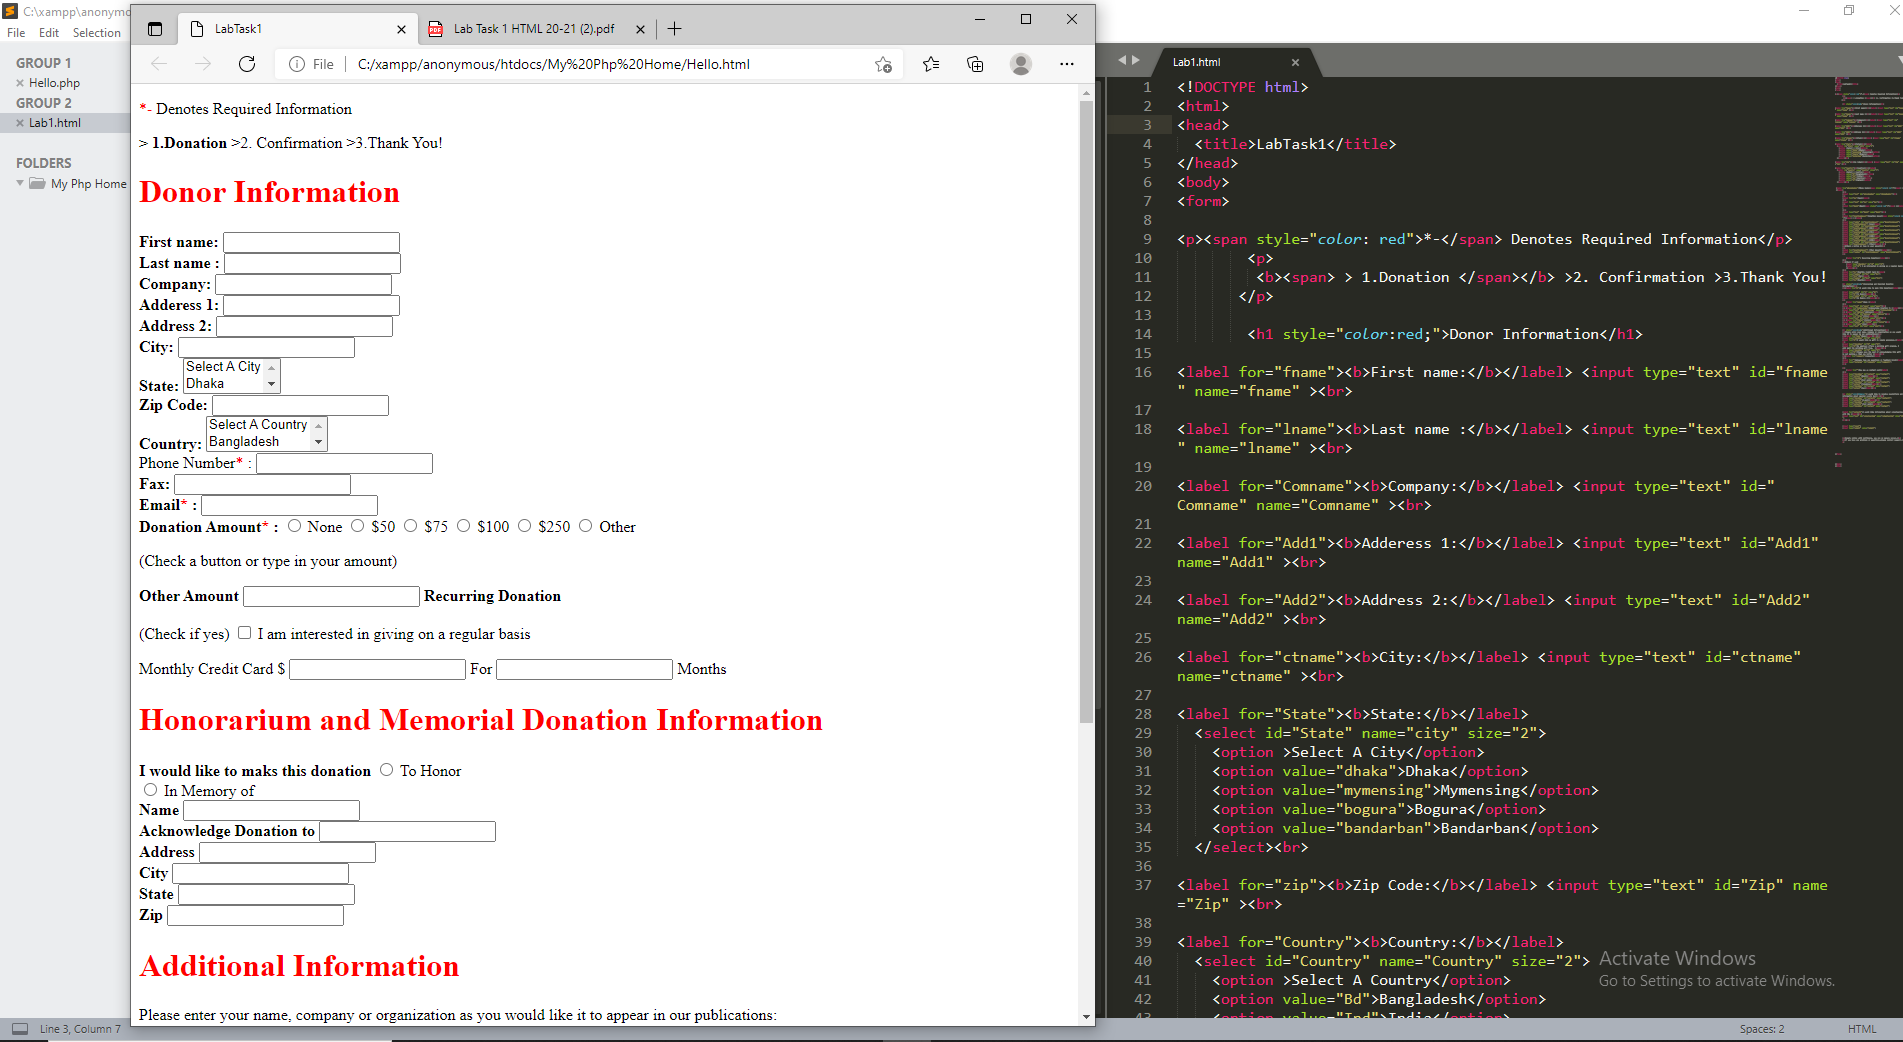 C:\xampp\anonymo
File Edit Selection
GROUP 1
Hello.php
GROUP 2
Lab1.html
FOLDERS
My Php Home
LabTask1
Lab Task 1 HTML 20-21 (2).pdf
File | C:/xampp/anonymous/htdocs/My%20Php%20Home/Hello.html
*- Denotes Required Information
> 1.Donation >2. Confirmation >3.Thank You!
Donor Information
First name:
Last name :
Company:
Adderess 1:
Address 2:
City:
Select A City
Dhaka
State:
Zip Code:
Select A Country
Bangladesh
Country:
Phone Number* :
Fax:
Email* :
Donation Amount* : None $50 $75 $100 $250 Other
(Check a button or type in your amount)
Other Amount Recurring Donation
(Check if yes) I am interested in giving on a regular basis
Monthly Credit Card $ For Months
Honorarium and Memorial Donation Information
I would like to maks this donation To Honor
In Memory of
Name
Acknowledge Donation to
Address
City
State
Zip
Additional Information
Please enter your name, company or organization as you would like it to appear in our publications:
Lab1.html
1 <!DOCTYPE html>
2 <html>
3 <head>
4 <title>LabTask1</title>
5 </head>
6 <body>
7 <form>
8
9 <p><span style="color: red">*-</span> Denotes Required Information</p>
10 <p>
11 <b><span> > 1.Donation </span></b> >2. Confirmation >3.Thank You!
12 </p>
13
14 <h1 style="color:red;">Donor Information</h1>
15
16 <label for="fname"><b>First name:</b></label> <input type="text" id="fname
" name="fname" ><br>
17
18 <label for="lname"><b>Last name :</b></label> <input type="text" id="lname
" name="lname" ><br>
19
20 <label for="Comname"><b>Company:</b></label> <input type="text" id="
Comname" name="Comname" ><br>
21
22 <label for="Add1"><b>Adderess 1:</b></label> <input type="text" id="Add1"
name="Add1" ><br>
23
24 <label for="Add2"><b>Address 2:</b></label> <input type="text" id="Add2"
name="Add2" ><br>
25
26 <label for="ctname"><b>City:</b></label> <input type="text" id="ctname"
name="ctname" ><br>
27
28 <label for="State"><b>State:</b></label>
29 <select id="State" name="city" size="2">
30 <option >Select A City</option>
31 <option value="dhaka">Dhaka</option>
32 <option value="mymensing">Mymensing</option>
33 <option value="bogura">Bogura</option>
34 <option value="bandarban">Bandarban</option>
35 </select><br>
36
37 <label for="zip"><b>Zip Code:</b></label> <input type="text" id="Zip" name
="Zip" ><br>
38
39 <label for="Country"><b>Country:</b></label>
40 <select id="Country" name="Country" size="2">
41 <option >Select A Country</option>
42 <option value="Bd">Bangladesh</option>
43 <option value="Ind">India</option>
Activate Windows
Go to Settings to activate Windows.
Line 3, Column 7
Spaces: 2
HTML